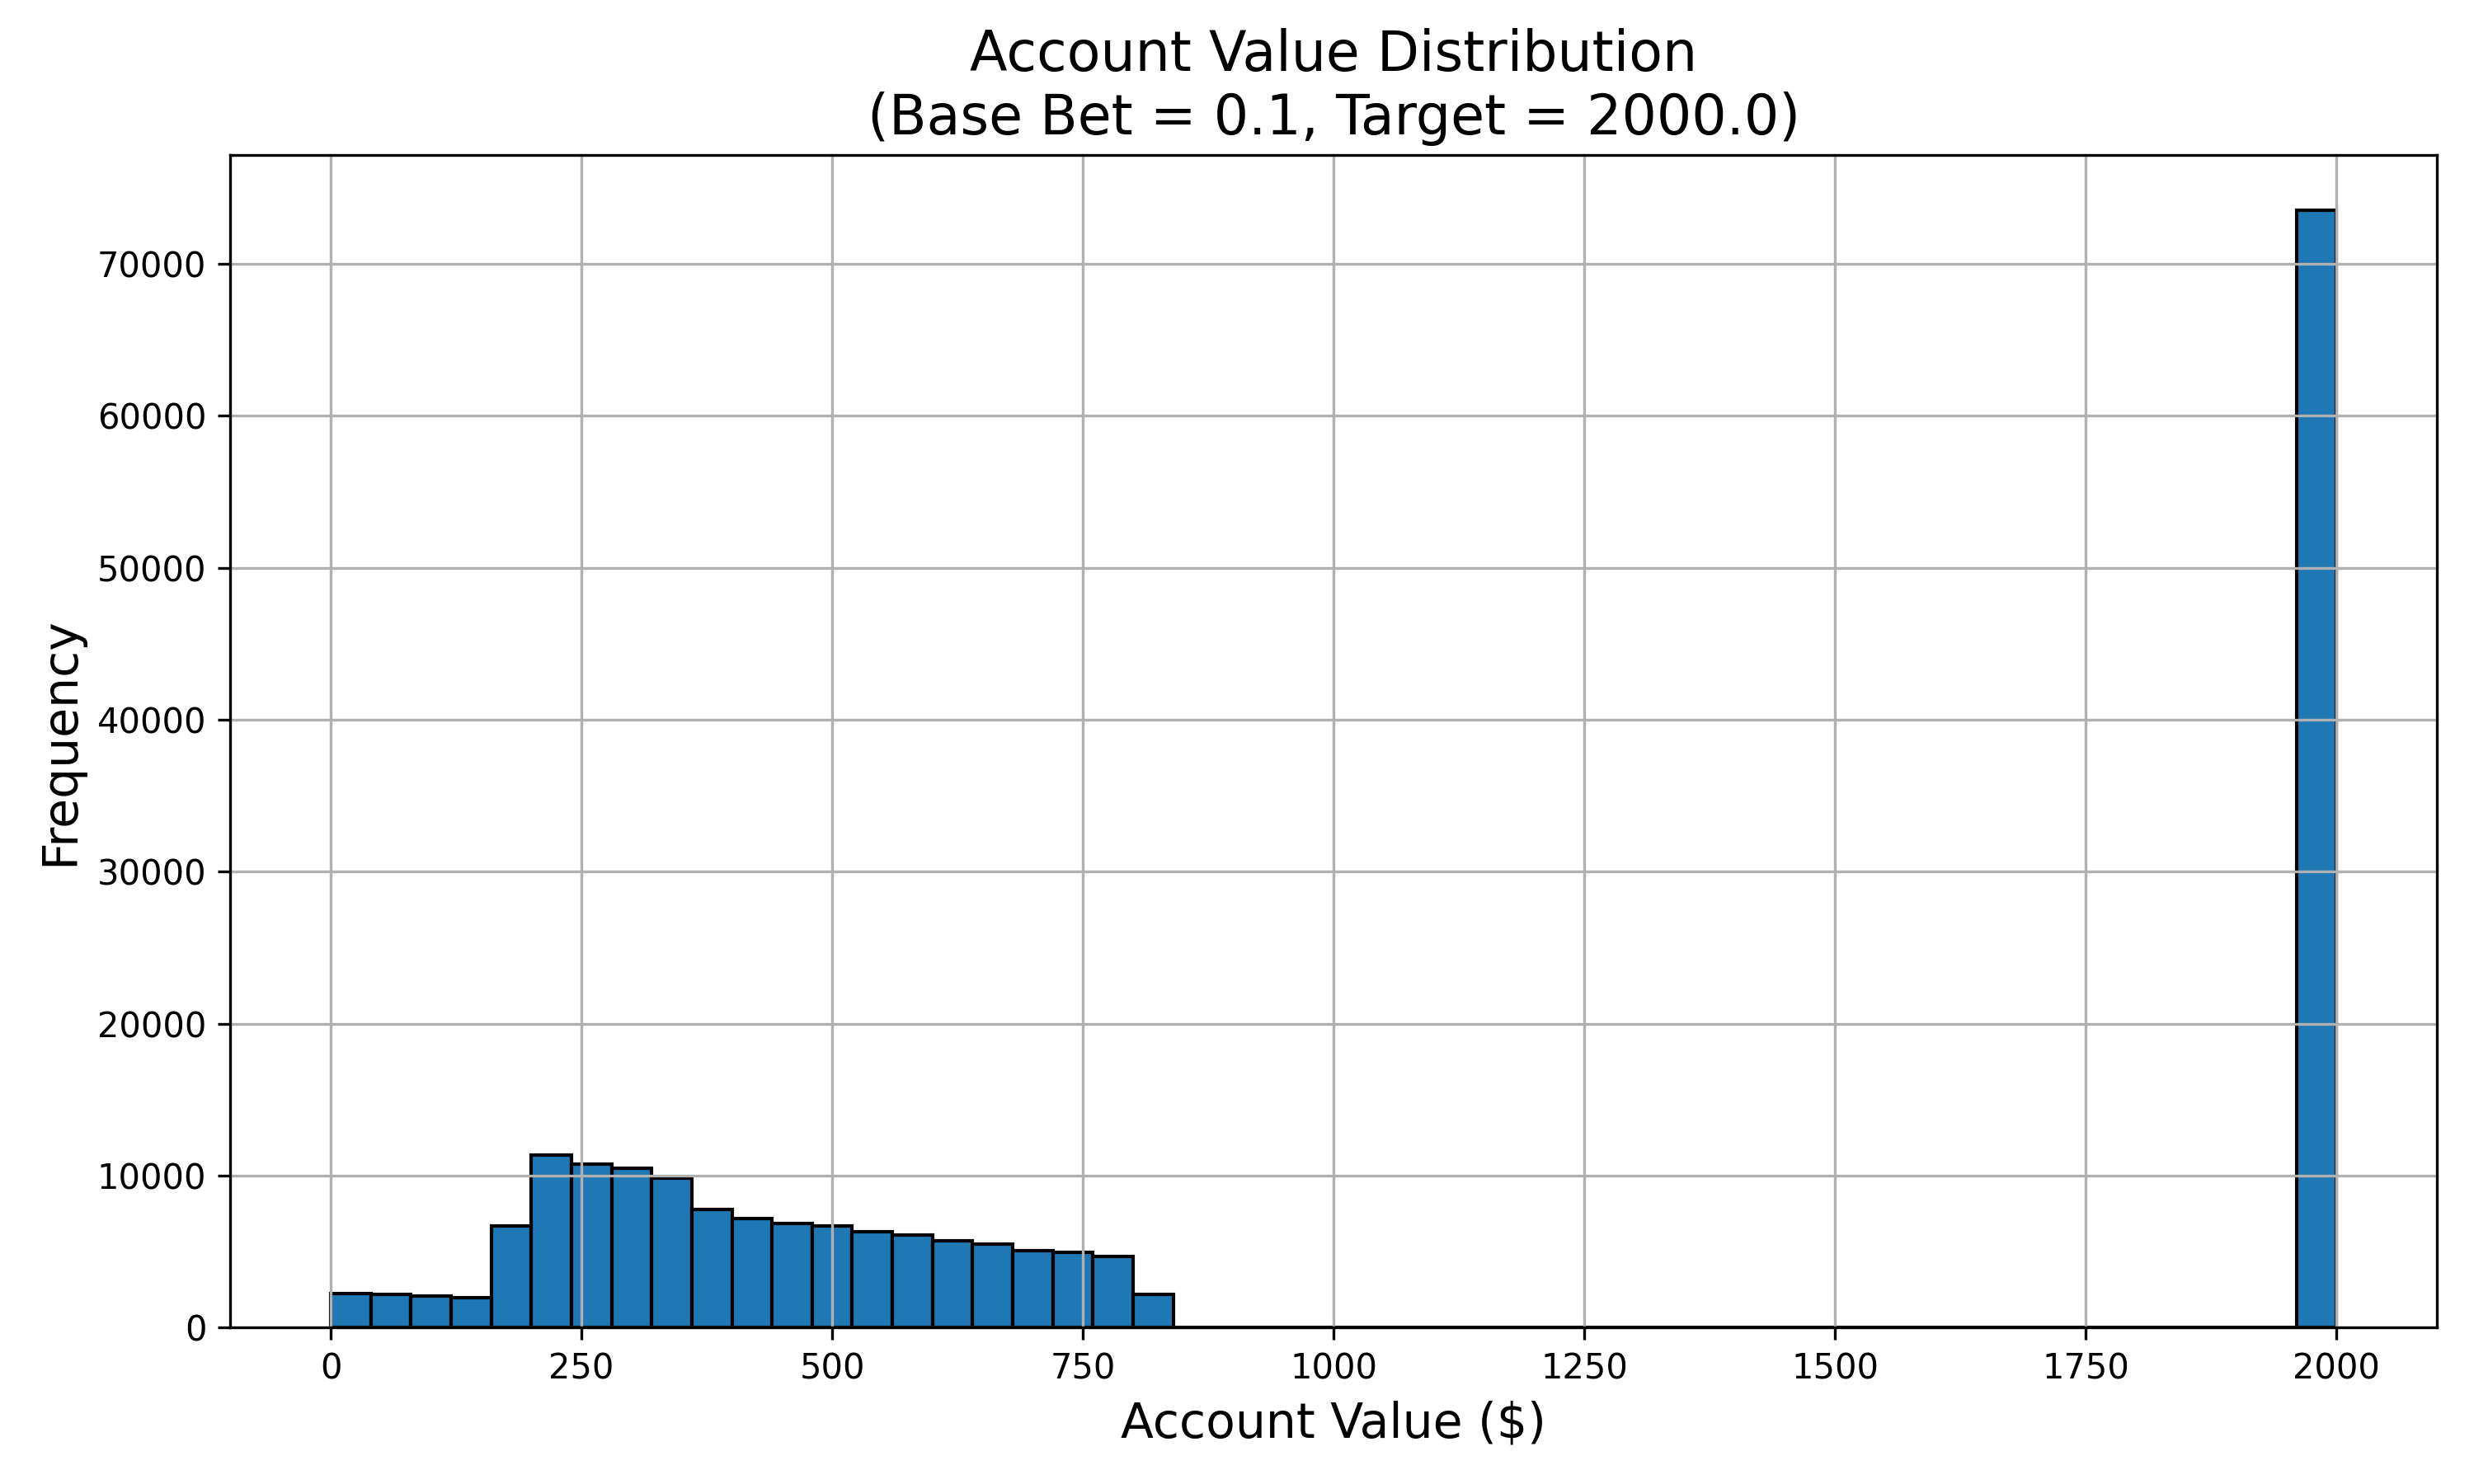 Account Value Distribution
(Base Bet = 0.1, Target = 2000.0)
70000
60000
50000
40000
30000
20000
10000
0
Frequency
0 250 500 750 1000 1250 1500 1750 2000
Account Value ($)